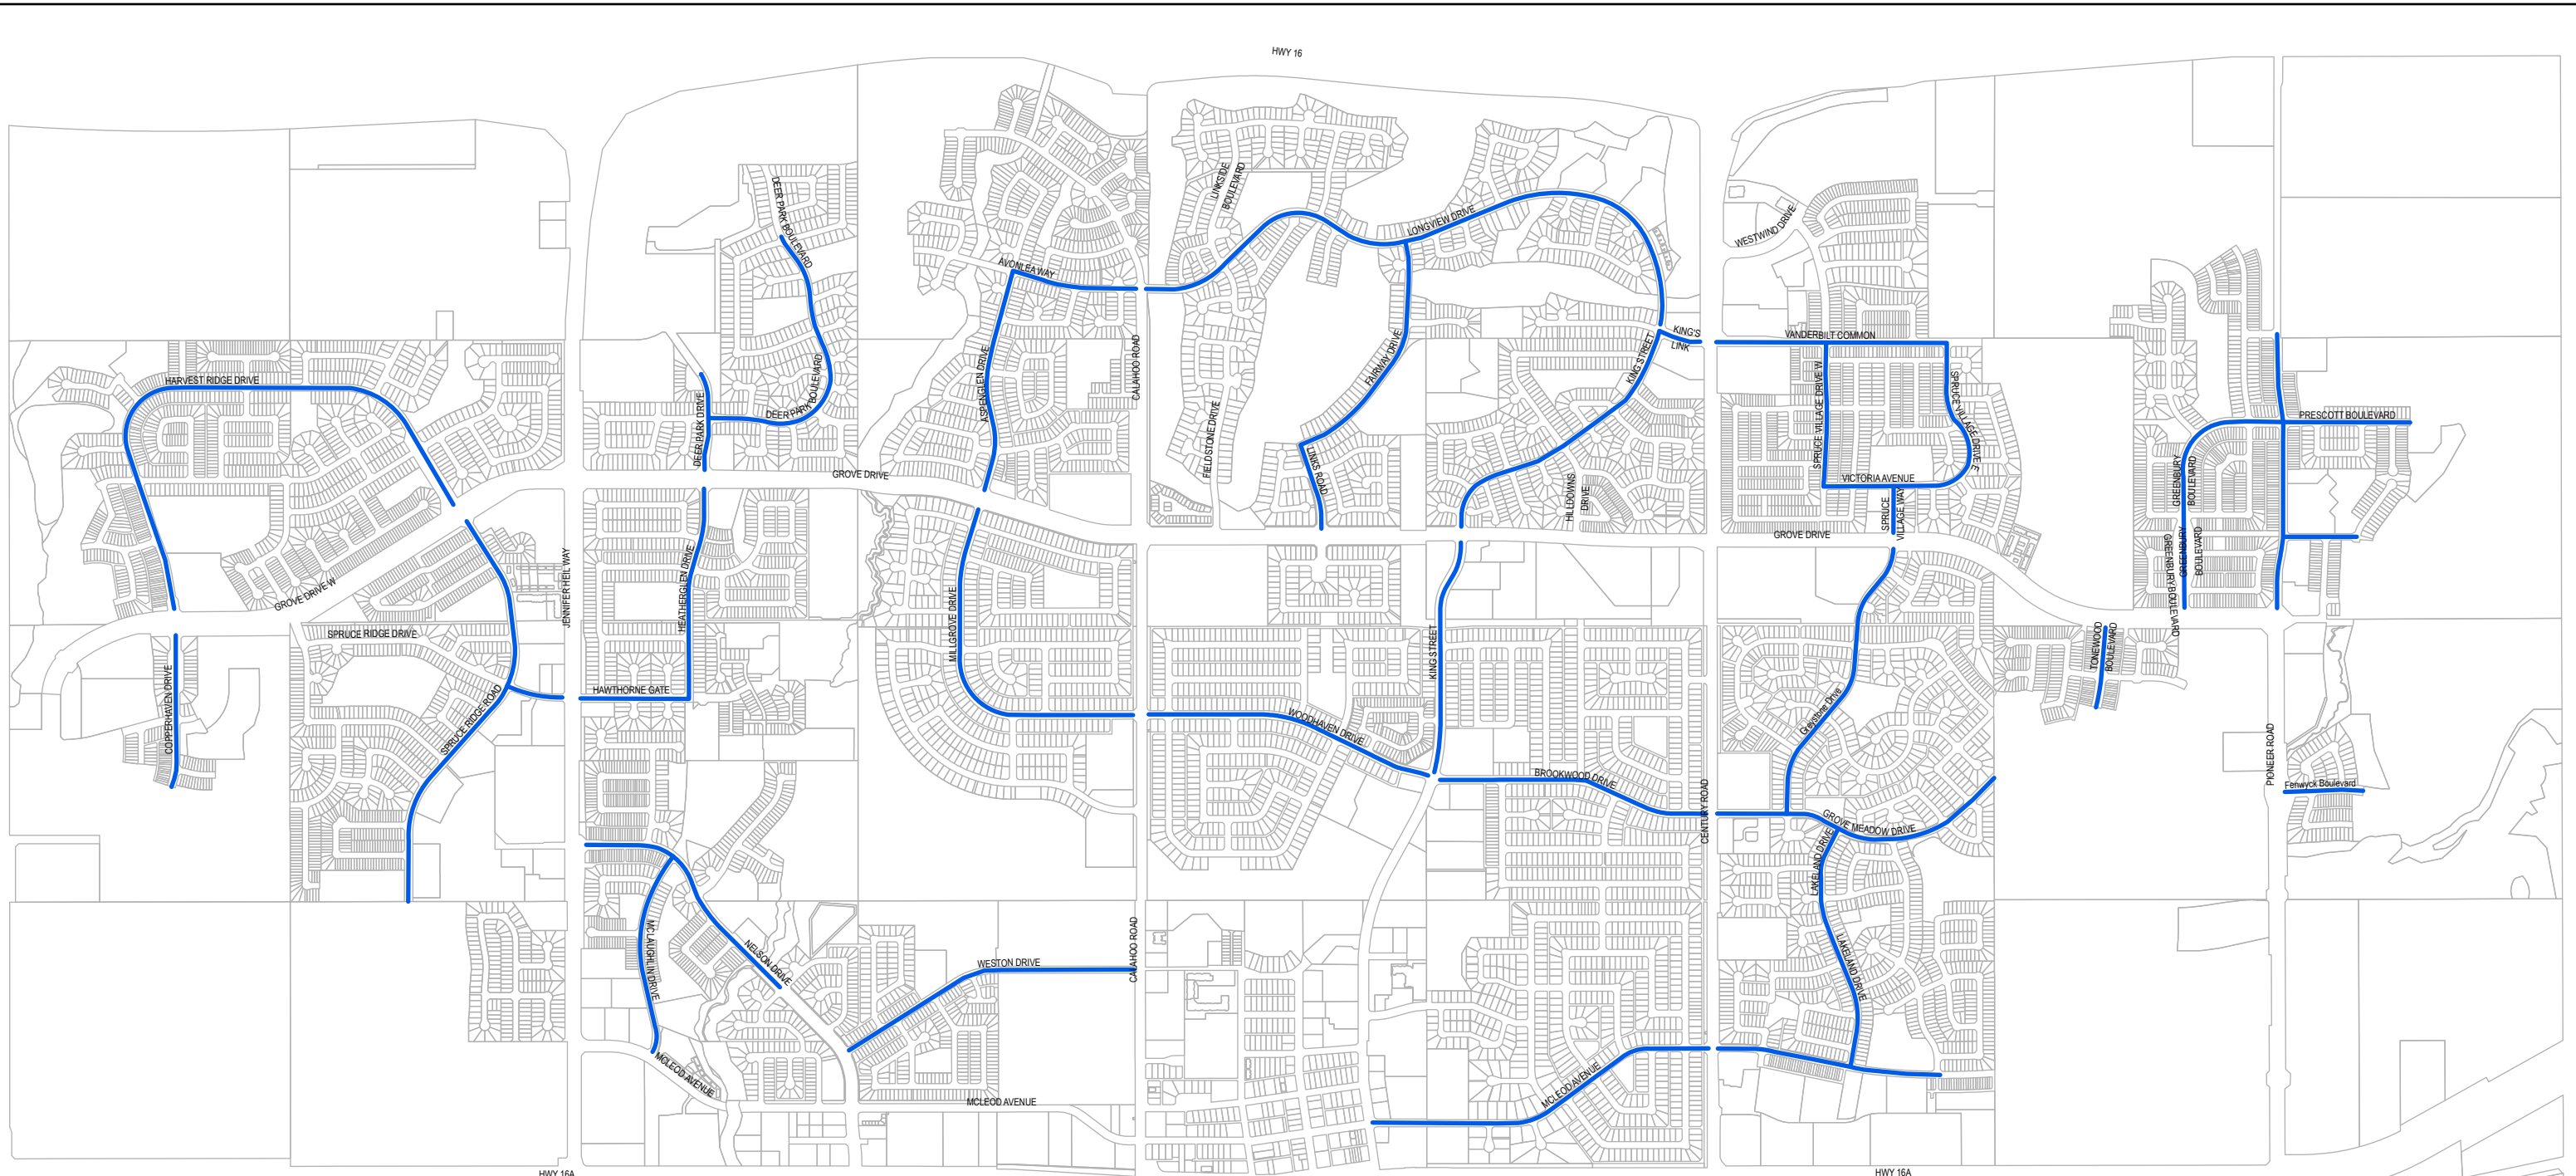 HWY 16
LINKSIDE
BOULEVARD
DEER PARK BOULEVARD
LONGVIEW DRIVE
WESTWIND DRIVE
AVONLEA WAY
KING'S
LINK
VANDERBILT COMMON
CALAHOO ROAD
FAIRWAY DRIVE
KING STREET
HARVEST RIDGE DRIVE
ASPENGLEN DRIVE
DEER PARK BOULEVARD
SPRUCE VILLAGE DRIVE W
SPRUCE VILLAGE DRIVE E
PRESCOTT BOULEVARD
DEER PARK DRIVE
FIELDSTONE DRIVE
LINKS ROAD
GROVE DRIVE
VICTORIA AVENUE
GREENBURY
BOULEVARD
HILLDOWNS
DRIVE
SPRUCE
VILLAGE WAY
GROVE DRIVE
GREENBURY
BOULEVARD
GREENBURY BOULEVARD
JENNIFER HEIL WAY
HEATHERGLEN DRIVE
GROVE DRIVE W
MILLGROVE DRIVE
SPRUCE RIDGE DRIVE
KING STREET
TONEWOOD
BOULEVARD
COPPERHAVEN DRIVE
HAWTHORNE GATE
SPRUCE RIDGE ROAD
WOODHAVEN DRIVE
Keystone Drive
PIONEER ROAD
BROOKWOOD DRIVE
Fenwyck Boulevard
CENTURY ROAD
GROVE MEADOW DRIVE
LAKELAND DRIVE
MCLAUGHLIN DRIVE
NELSON DRIVE
WESTON DRIVE
CALAHOO ROAD
LAKELAND DRIVE
MCLEOD AVENUE
MCLEOD AVENUE
MCLEOD AVENUE
HWY 16A
HWY 16A